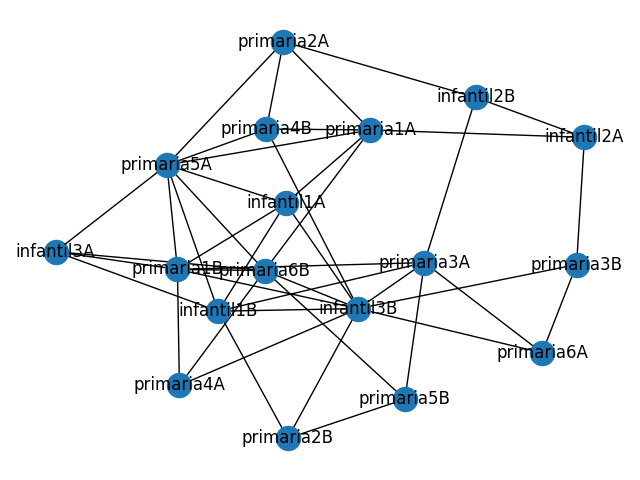 primaria2A
infantil2B
primaria4B
primaria1A
infantil2A
primaria5A
infantil1A
infantil3A
primaria1B
primaria6B
primaria3A
primaria3B
infantil1B
infantil3B
primaria6A
primaria4A
primaria5B
primaria2B